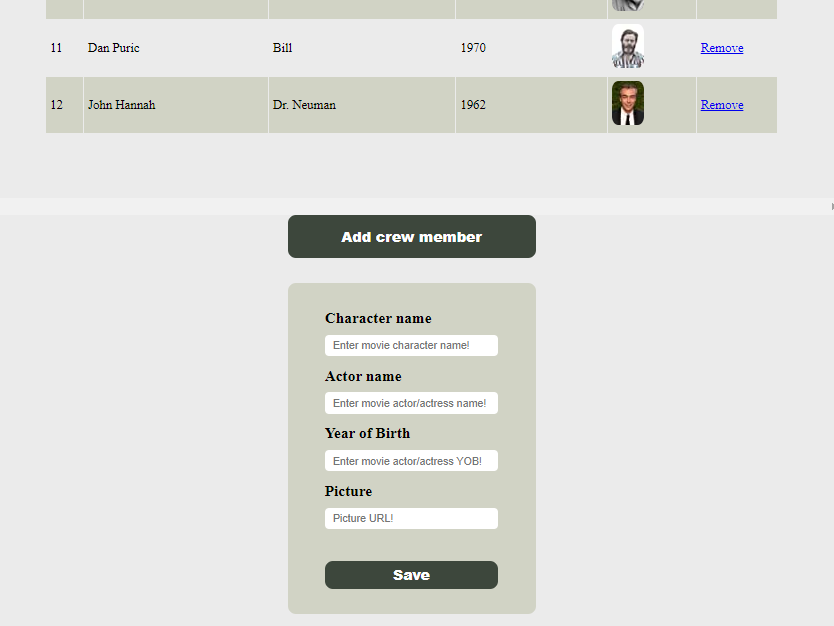 11 Dan Puric Bill 1970 Remove
12 John Hannah Dr. Neuman 1962 Remove
Add crew member
Character name
Enter movie character name!
Actor name
Enter movie actor/actress name!
Year of Birth
Enter movie actor/actress YOB!
Picture
Picture URL!
Save